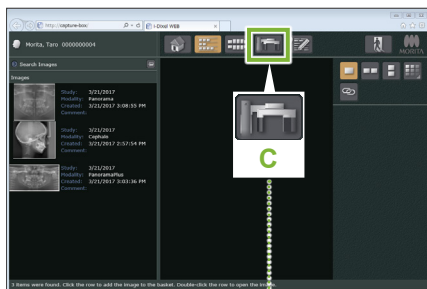 http://capture-box/
i-Dixel WEB
Morita, Taro 0000000004
MORITA
Search Images
Images
Study: 3/21/2017
Modality: Panorama
Created: 3/21/2017 3:08:55 PM
Comment:
Study: 3/21/2017
Modality: Cephalo
Created: 3/21/2017 2:57:54 PM
Comment:
Study: 3/21/2017
Modality: PanoramaPlus
Created: 3/21/2017 3:03:36 PM
Comment:
C
3 items were found. Click the row to add the image to the basket. Double-click the row to open the image.